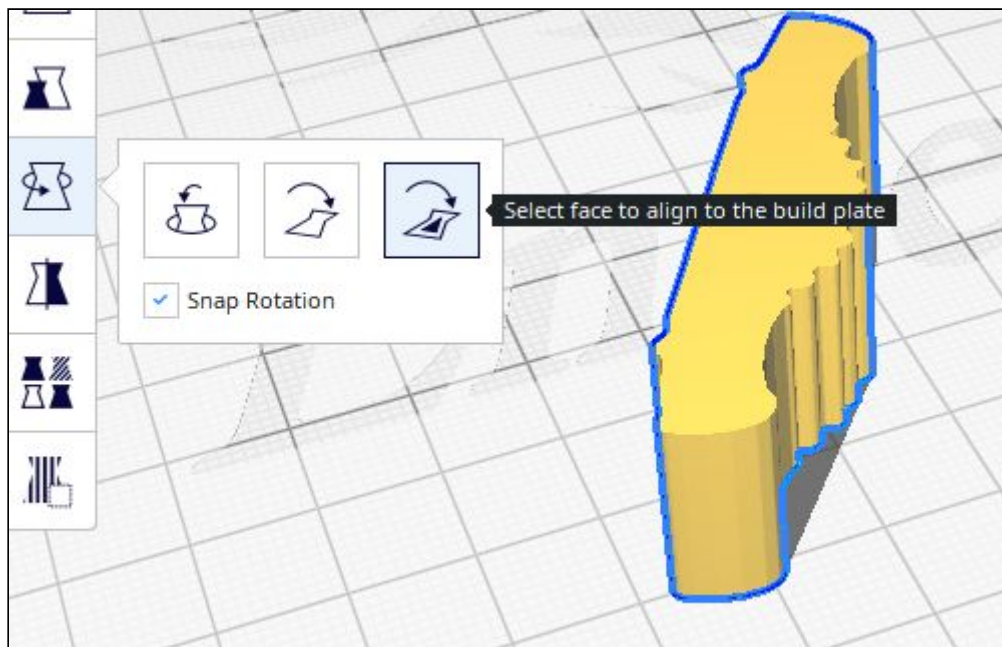 Select face to align to the build plate
Snap Rotation